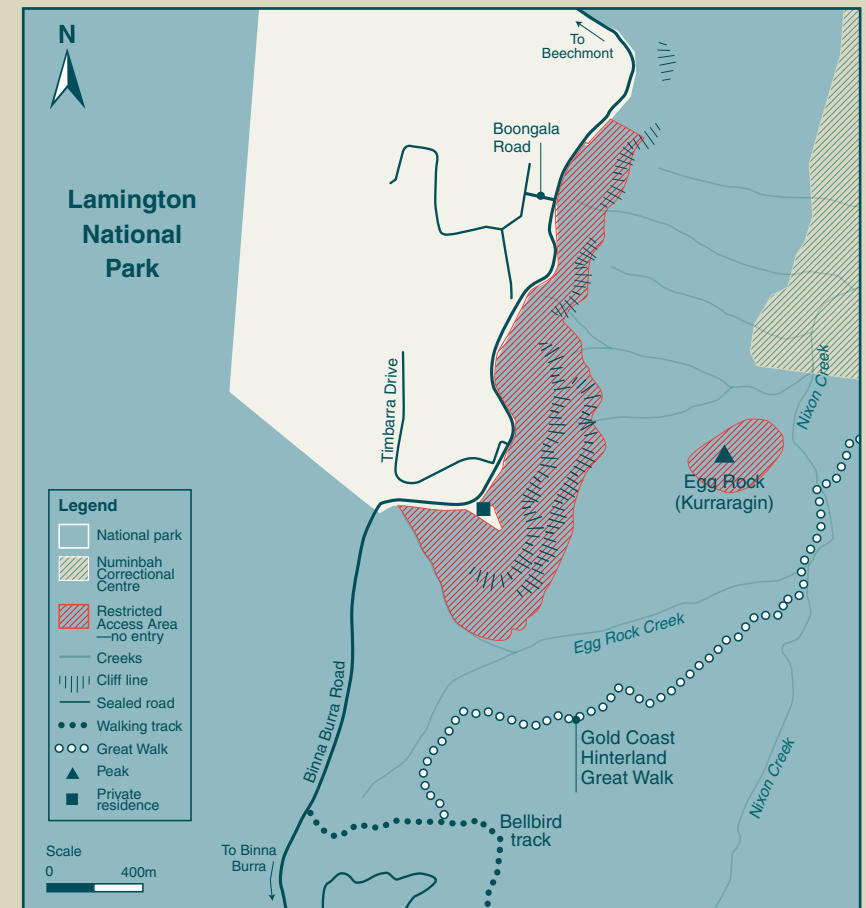 N
To
Beechmont
Boongala
Road
Lamington
National
Park
Timbarra Drive
Nixon Creek
Egg Rock
(Kurraragin)
Legend
National park
Numinbah
Correctional
Centre
Restricted
Access Area
—no entry
Creeks
Cliff line
Sealed road
Walking track
Great Walk
Peak
Private
residence
Egg Rock Creek
Binna Burra Road
Gold Coast
Hinterland
Great Walk
Nixon Creek
Bellbird
track
To Binna
Burra
Scale
0 400m